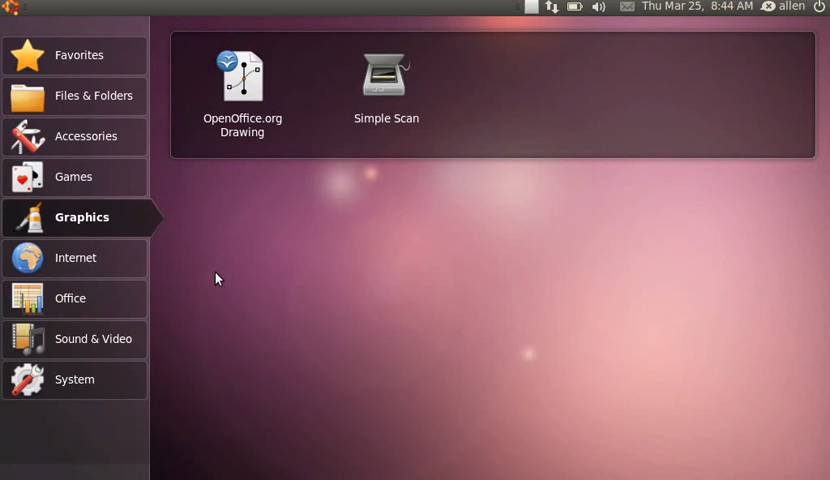 Thu Mar 25, 8:44 AM allen
Favorites
Files & Folders
Accessories
Games
Graphics
Internet
Office
Sound & Video
System
OpenOffice.org
Drawing
Simple Scan